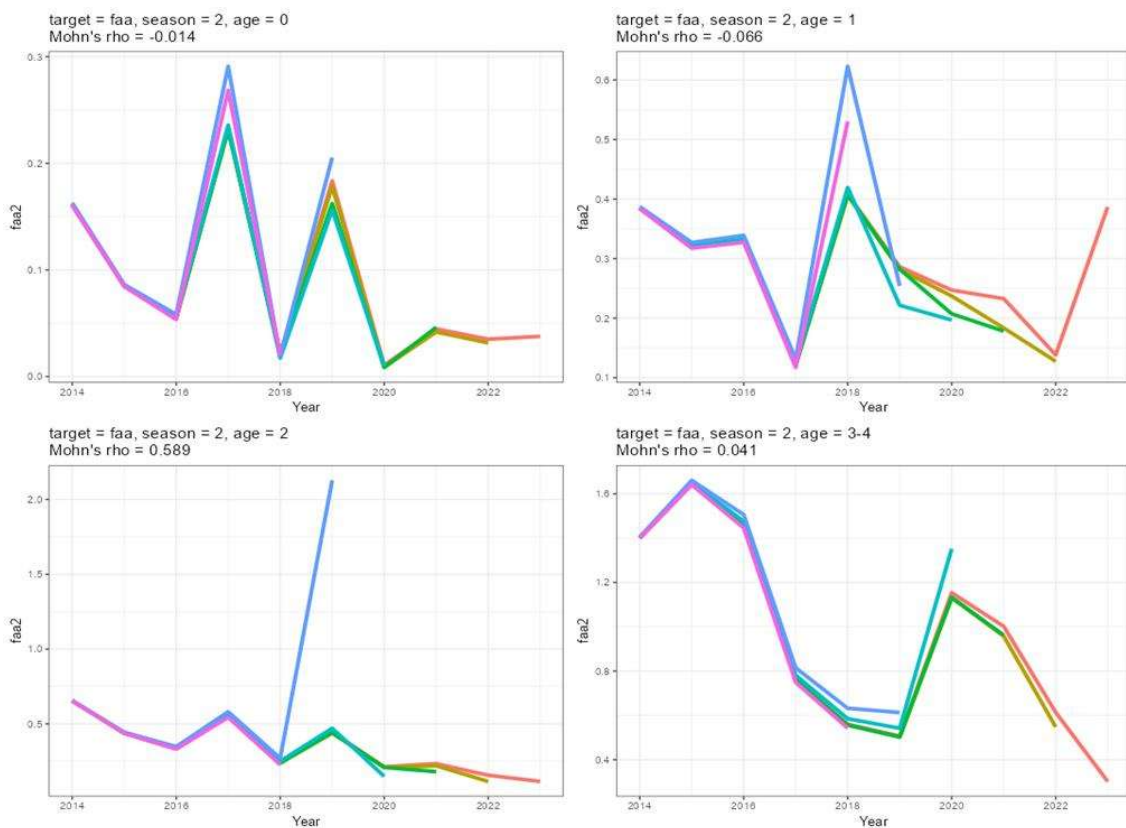 target = faa, season = 2, age = 0
Mohn's rho = -0.014
0.3
0.2
0.1
0.0
faa2
2014
2016
2018
2020
2022
Year
target = faa, season = 2, age = 1
Mohn's rho = -0.066
0.6
0.5
0.4
0.3
0.2
0.1
faa2
2014
2016
2018
2020
2022
Year
target = faa, season = 2, age = 2
Mohn's rho = 0.589
2.0
1.5
1.0
0.5
faa2
2014
2016
2018
2020
2022
Year
target = faa, season = 2, age = 3-4
Mohn's rho = 0.041
1.6
1.2
0.8
0.4
faa2
2014
2016
2018
2020
2022
Year